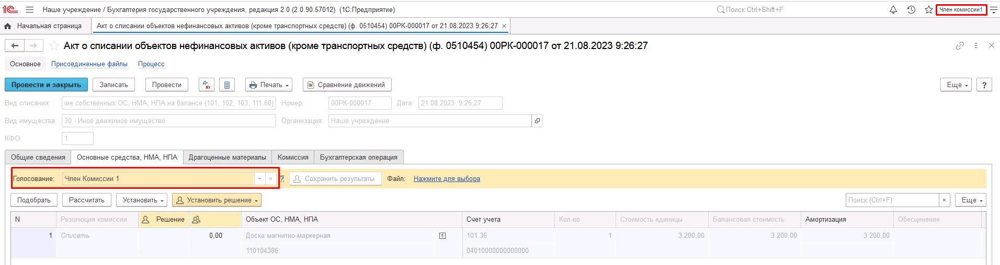 1С Наше учреждение / Бухгалтерия государственного учреждения, редакция 2.0 (2.0.90.57012) (1С:Предприятие) Поиск Ctrl+Shift+F Член комиссии1
Начальная страница Акт о списании объектов нефинансовых активов (кроме транспортных средств) (ф. 0510454) 00РК-000017 от 21.08.2023 9:26:27 ×
Акт о списании объектов нефинансовых активов (кроме транспортных средств) (ф. 0510454) 00РК-000017 от 21.08.2023 9:26:27
Основное Присоединенные файлы Процесс
Провести и закрыть Записать Провести Дт Кт Печать Сравнение движений Еще ?
Вид списания: ние собственных ОС, НМА, НПА на балансе (101, 102, 103, 111.60) Номер: 00РК-000017 Дата: 21.08.2023 9:26:27
Вид имущества: 30 - Иное движимое имущество Организация: Наше учреждение
КФО: 1
Общие сведения Основные средства, НМА, НПА Драгоценные материалы Комиссия Бухгалтерская операция
Голосование: Член Комиссии 1 × ? Сохранить результаты Файл: Нажмите для выбора
Подобрать Рассчитать Установить Установить решение Поиск (Ctrl+F) × Еще
N Резолюция комиссии Решение Объект ОС, НМА, НПА Счет учета Кол-во Стоимость единицы Балансовая стоимость Амортизация Обесценение
1 Списать 0,00 Доска магнитно-маркерная 1 101.36 1 3 200,00 3 200,00 3 200,00
110104386 04010000000000000